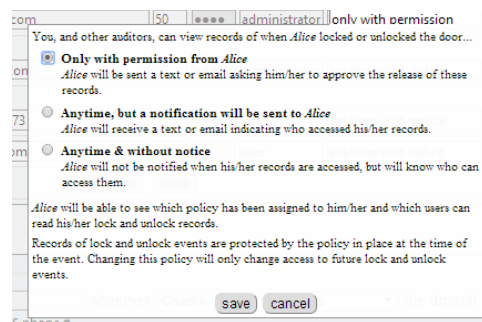 com 50 •••• administrator only with permission
You, and other auditors, can view records of when Alice locked or unlocked the door...
Only with permission from Alice
Alice will be sent a text or email asking him/her to approve the release of these
records.
Anytime, but a notification will be sent to Alice
Alice will receive a text or email indicating who accessed his/her records.
Anytime & without notice
Alice will not be notified when his/her records are accessed, but will know who can
access them.
Alice will be able to see which policy has been assigned to him/her and which users can
read his/her lock and unlock records.
Records of lock and unlock events are protected by the policy in place at the time of
the event. Changing this policy will only change access to future lock and unlock
events.
save cancel